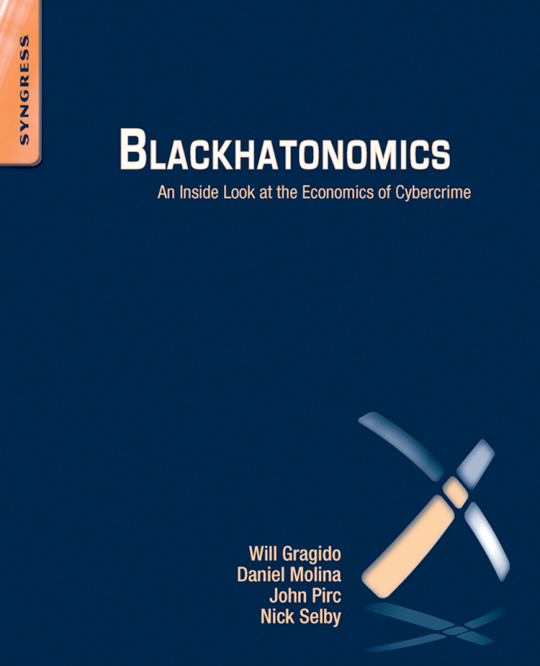 SYNGRESS
BLACKHATONOMICS
An Inside Look at the Economics of Cybercrime
Will Gragido
Daniel Molina
John Pirc
Nick Selby